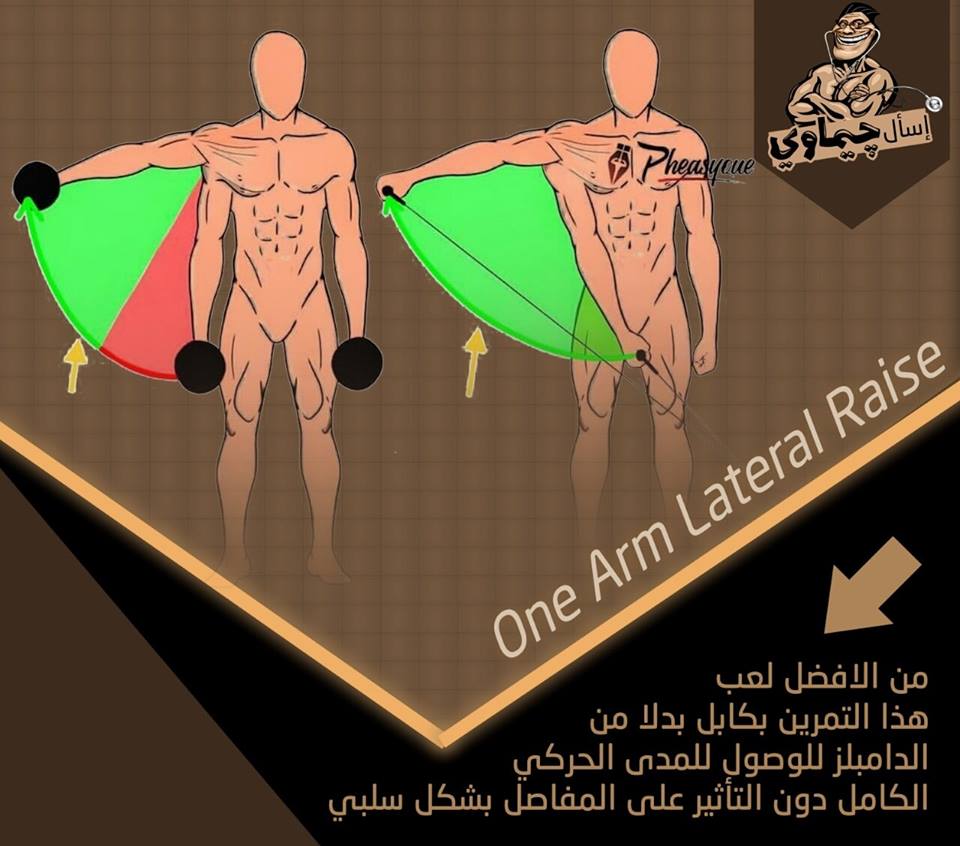 إسأل چيماوي
Pheasyque
One Arm Lateral Raise
من الافضل لعب
هذا التمرين بكابل بدلا من
الدامبلز للوصول للمدى الحركي
الكامل دون التأثير على المفاصل بشكل سلبي